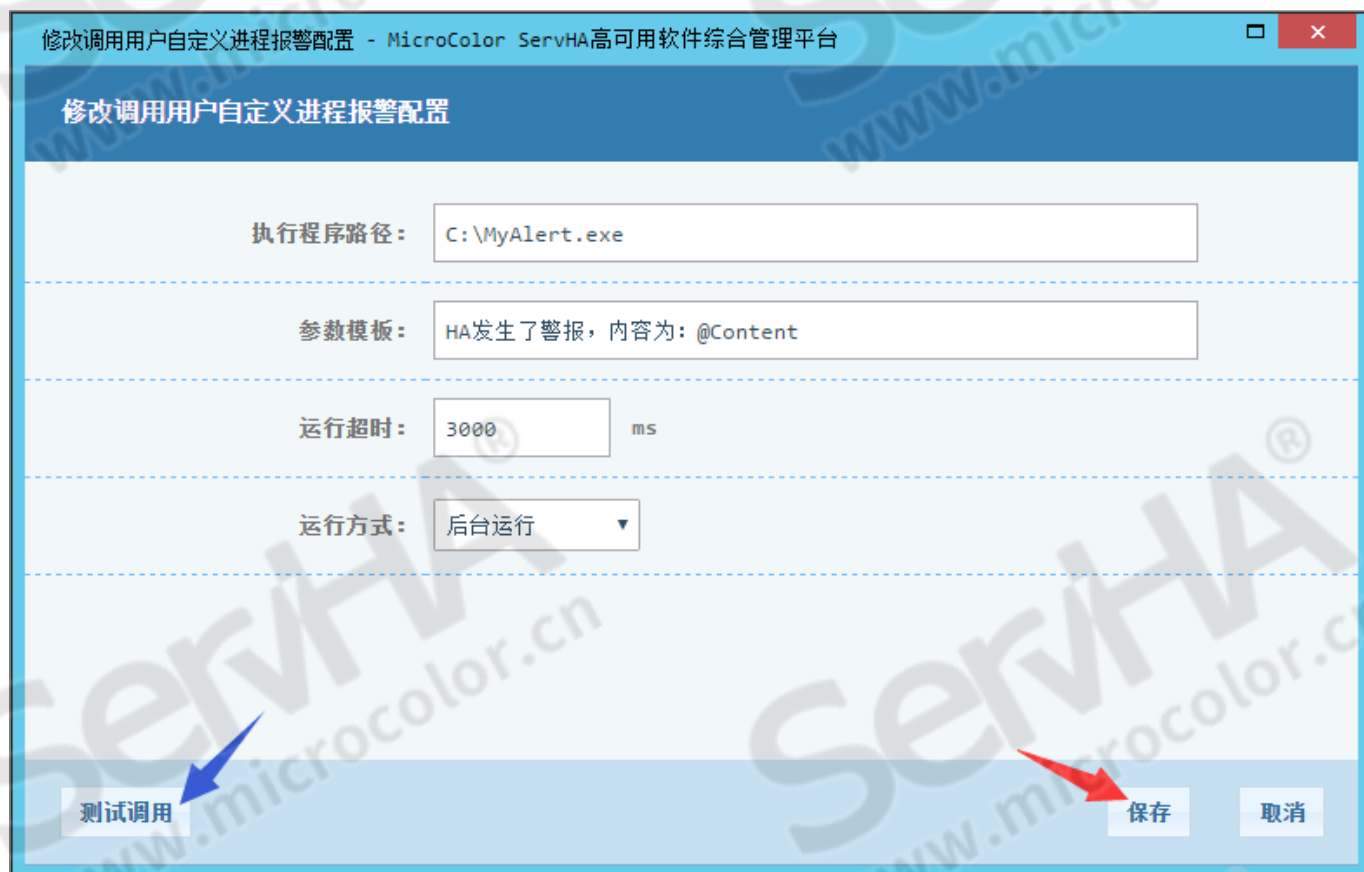 修改调用用户自定义进程报警配置 - MicroColor ServHA高可用软件综合管理平台
修改调用用户自定义进程报警配置
执行程序路径： C:\MyAlert.exe
参数模板： HA发生了警报，内容为：@Content
运行超时： 3000 ms
运行方式： 后台运行
测试调用 保存 取消
ServHA®
www.microcolor.cn
ServHA®
www.microcolor.cn